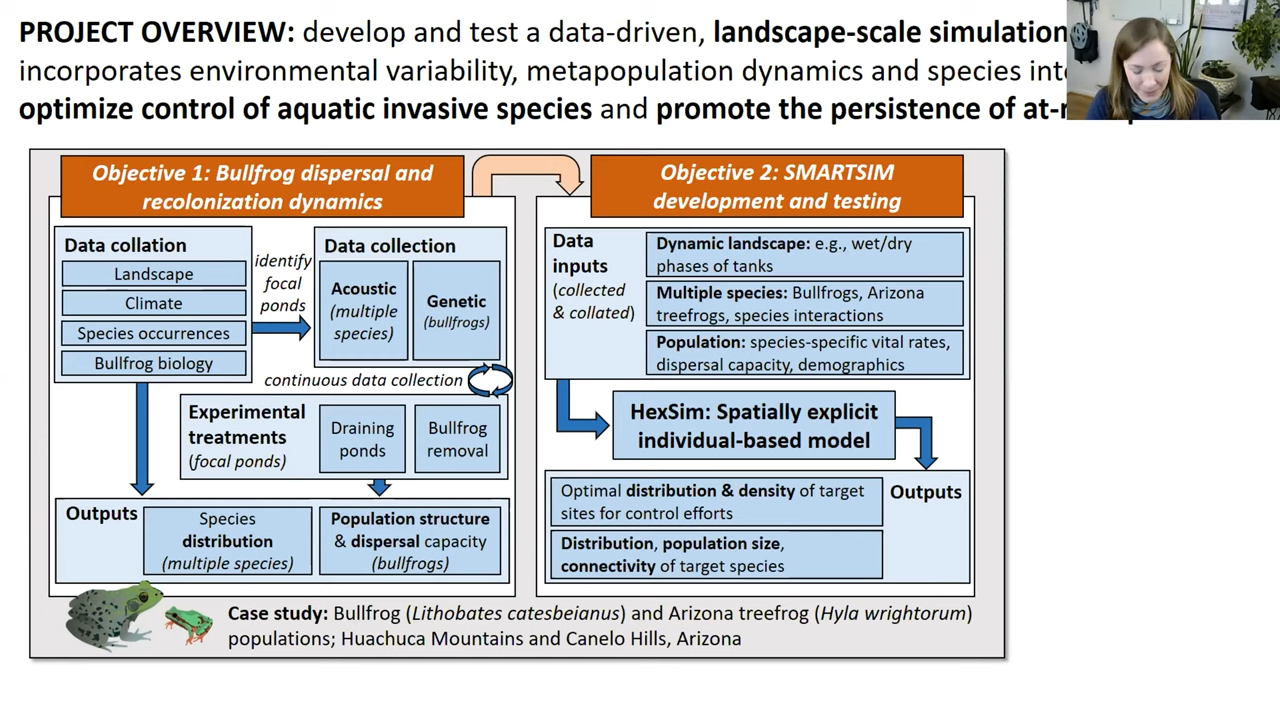 PROJECT OVERVIEW: develop and test a data-driven, landscape-scale simulation
incorporates environmental variability, metapopulation dynamics and species
optimize control of aquatic invasive species and promote the persistence of
Objective 1: Bullfrog dispersal and
recolonization dynamics
Data collation
Landscape
Climate
Species occurrences
Bullfrog biology
identify
focal
ponds
Data collection
Acoustic
(multiple
species)
Genetic
(bullfrogs)
continuous data collection
Experimental
treatments
(focal ponds)
Draining
ponds
Bullfrog
removal
Outputs
Species
distribution
(multiple species)
Population structure
& dispersal capacity
(bullfrogs)
Objective 2: SMARTSIM
development and testing
Data
inputs
(collected
& collated)
Dynamic landscape: e.g., wet/dry
phases of tanks
Multiple species: Bullfrogs, Arizona
treefrogs, species interactions
Population: species-specific vital rates,
dispersal capacity, demographics
HexSim: Spatially explicit
individual-based model
Optimal distribution & density of target
sites for control efforts
Distribution, population size,
connectivity of target species
Outputs
Case study: Bullfrog (Lithobates catesbeianus) and Arizona treefrog (Hyla wrightorum)
populations; Huachuca Mountains and Canelo Hills, Arizona